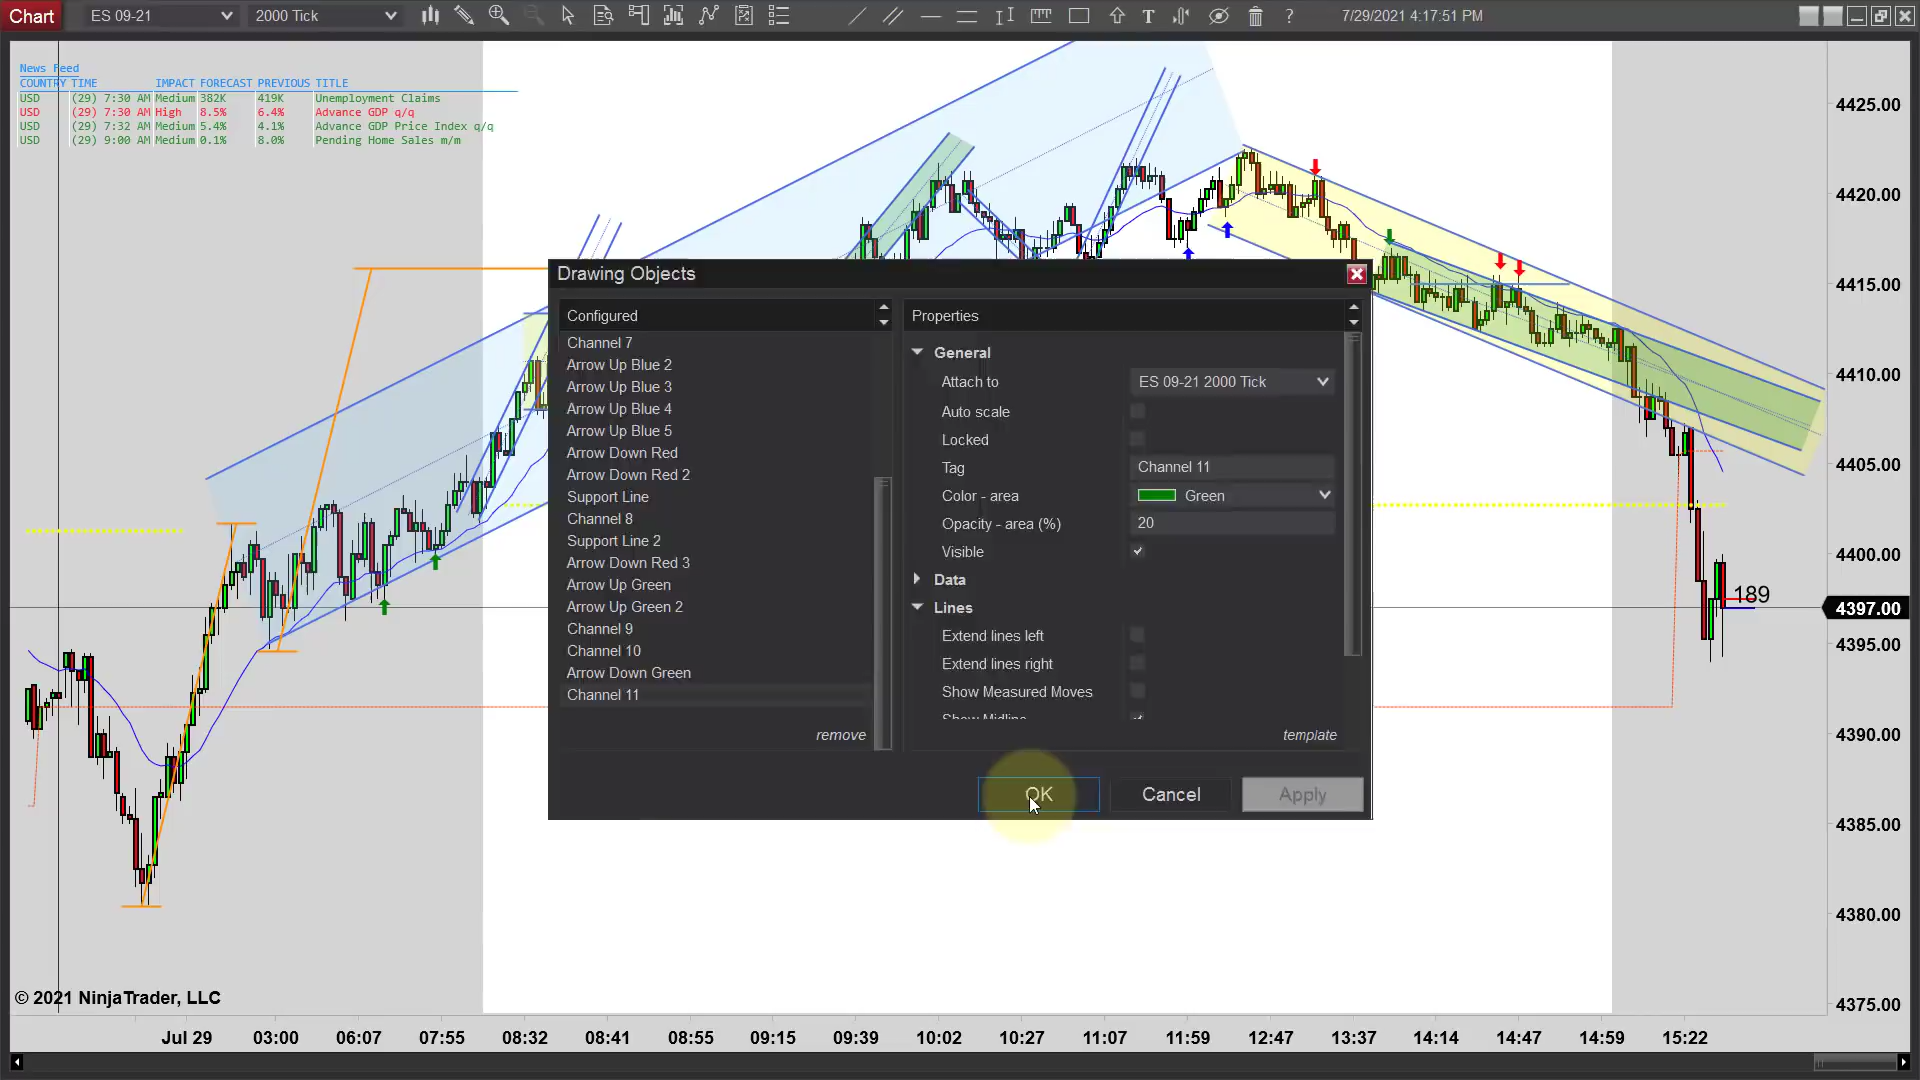 Chart ES 09-21 2000 Tick 7/29/2021 4:17:51 PM
News Feed
COUNTRY TIME IMPACT FORECAST PREVIOUS TITLE
USD (29) 7:30 AM Medium 382K 419K Unemployment Claims
USD (29) 7:30 AM High 8.5% 6.4% Advance GDP q/q
USD (29) 7:32 AM Medium 5.4% 4.1% Advance GDP Price Index q/q
USD (29) 9:00 AM Medium 0.1% 8.0% Pending Home Sales m/m
4425.00
4420.00
4415.00
4410.00
4405.00
4400.00
189
4397.00
4395.00
4390.00
4385.00
4380.00
4375.00
Drawing Objects
Configured
Channel 7
Arrow Up Blue 2
Arrow Up Blue 3
Arrow Up Blue 4
Arrow Up Blue 5
Arrow Down Red
Arrow Down Red 2
Support Line
Channel 8
Support Line 2
Arrow Down Red 3
Arrow Up Green
Arrow Up Green 2
Channel 9
Channel 10
Arrow Down Green
Channel 11
remove
Properties
General
Attach to ES 09-21 2000 Tick
Auto scale
Locked
Tag Channel 11
Color - area Green
Opacity - area (%) 20
Visible
Data
Lines
Extend lines left
Extend lines right
Show Measured Moves
Show Midline
template
OK Cancel Apply
© 2021 NinjaTrader, LLC
Jul 29 03:00 06:07 07:55 08:32 08:41 08:55 09:15 09:39 10:02 10:27 11:07 11:59 12:47 13:37 14:14 14:47 14:59 15:22